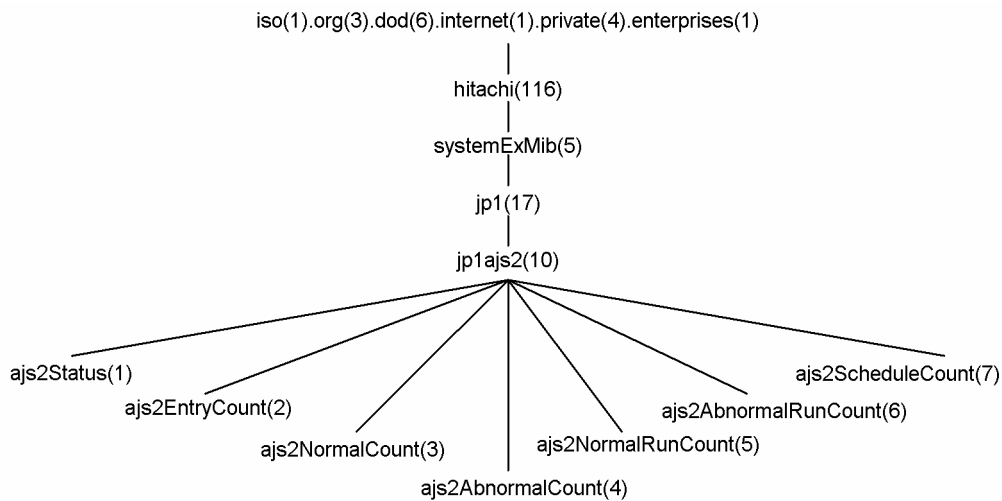 iso(1).org(3).dod(6).internet(1).private(4).enterprises(1)
hitachi(116)
systemExMib(5)
jp1(17)
jp1ajs2(10)
ajs2Status(1)
ajs2EntryCount(2)
ajs2NormalCount(3)
ajs2AbnormalCount(4)
ajs2NormalRunCount(5)
ajs2AbnormalRunCount(6)
ajs2ScheduleCount(7)